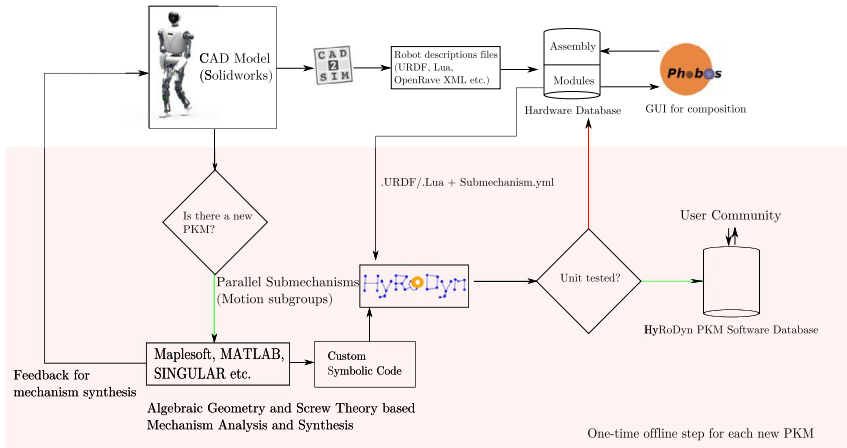 CAD Model
(Solidworks)
CAD
2
SIM
Robot descriptions files
(URDF, Lua,
OpenRave XML etc.)
Assembly
Modules
Hardware Database
Phobos
GUI for composition
.URDF/.Lua + Submechanism.yml
Is there a new
PKM?
Parallel Submechanisms
(Motion subgroups)
HyRoDyn
Unit tested?
User Community
HyRoDyn PKM Software Database
Maplesoft, MATLAB,
SINGULAR etc.
Custom
Symbolic Code
Feedback for
mechanism synthesis
Algebraic Geometry and Screw Theory based
Mechanism Analysis and Synthesis
One-time offline step for each new PKM